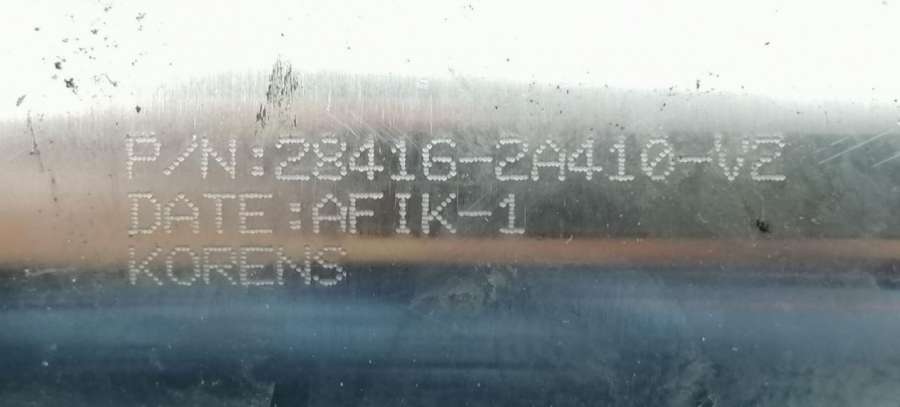 P/N:28416-2A410-V2
DATE:AFIK-1
KORENS